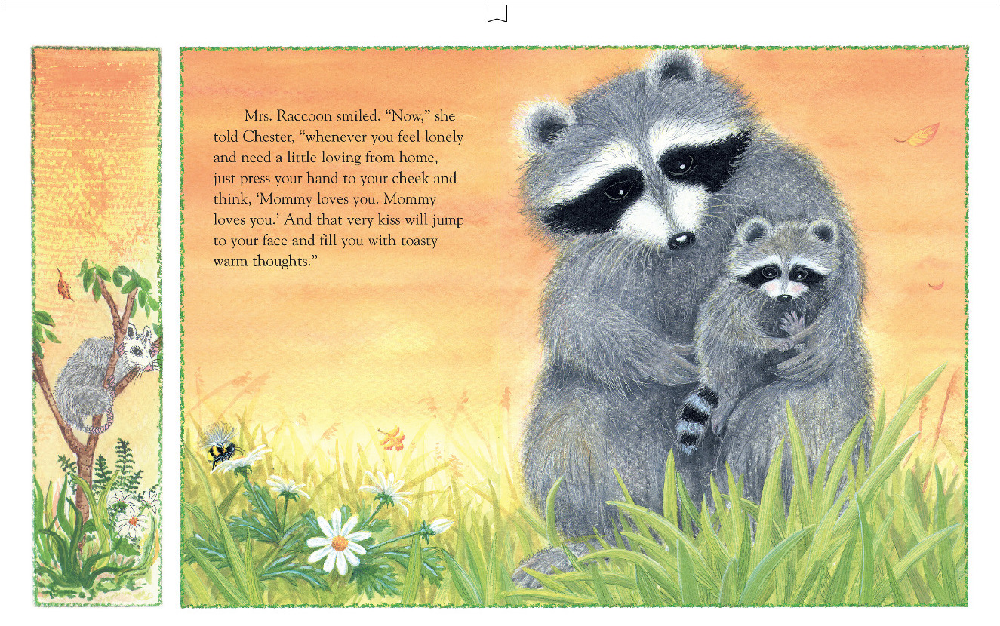 Mrs. Raccoon smiled. “Now,” she
told Chester, “whenever you feel lonely
and need a little loving from home,
just press your hand to your cheek and
think, ‘Mommy loves you. Mommy
loves you.’ And that very kiss will jump
to your face and fill you with toasty
warm thoughts.”